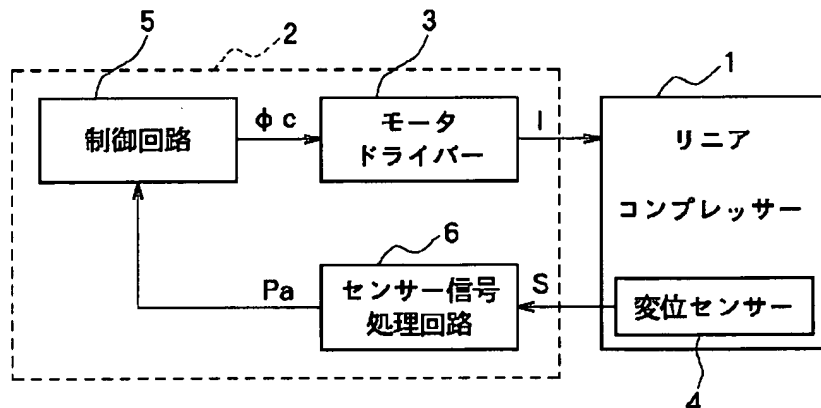 5
2
3
1
制御回路
φc
モータ
ドライバー
I
リニア
コンプレッサー
6
Pa
センサー信号
処理回路
S
変位センサー
4